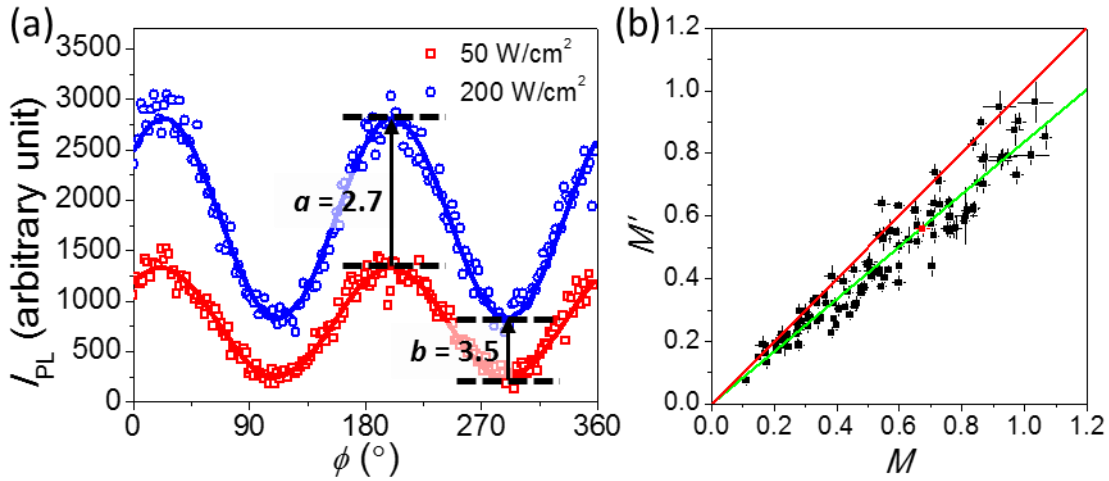 (a)
3500
3000
2500
2000
1500
1000
500
0
I_PL (arbitrary unit)
50 W/cm²
200 W/cm²
a = 2.7
b = 3.5
0 90 180 270 360
ϕ (°)
(b)
1.2
1.0
0.8
0.6
0.4
0.2
0.0
M'
0.0 0.2 0.4 0.6 0.8 1.0 1.2
M